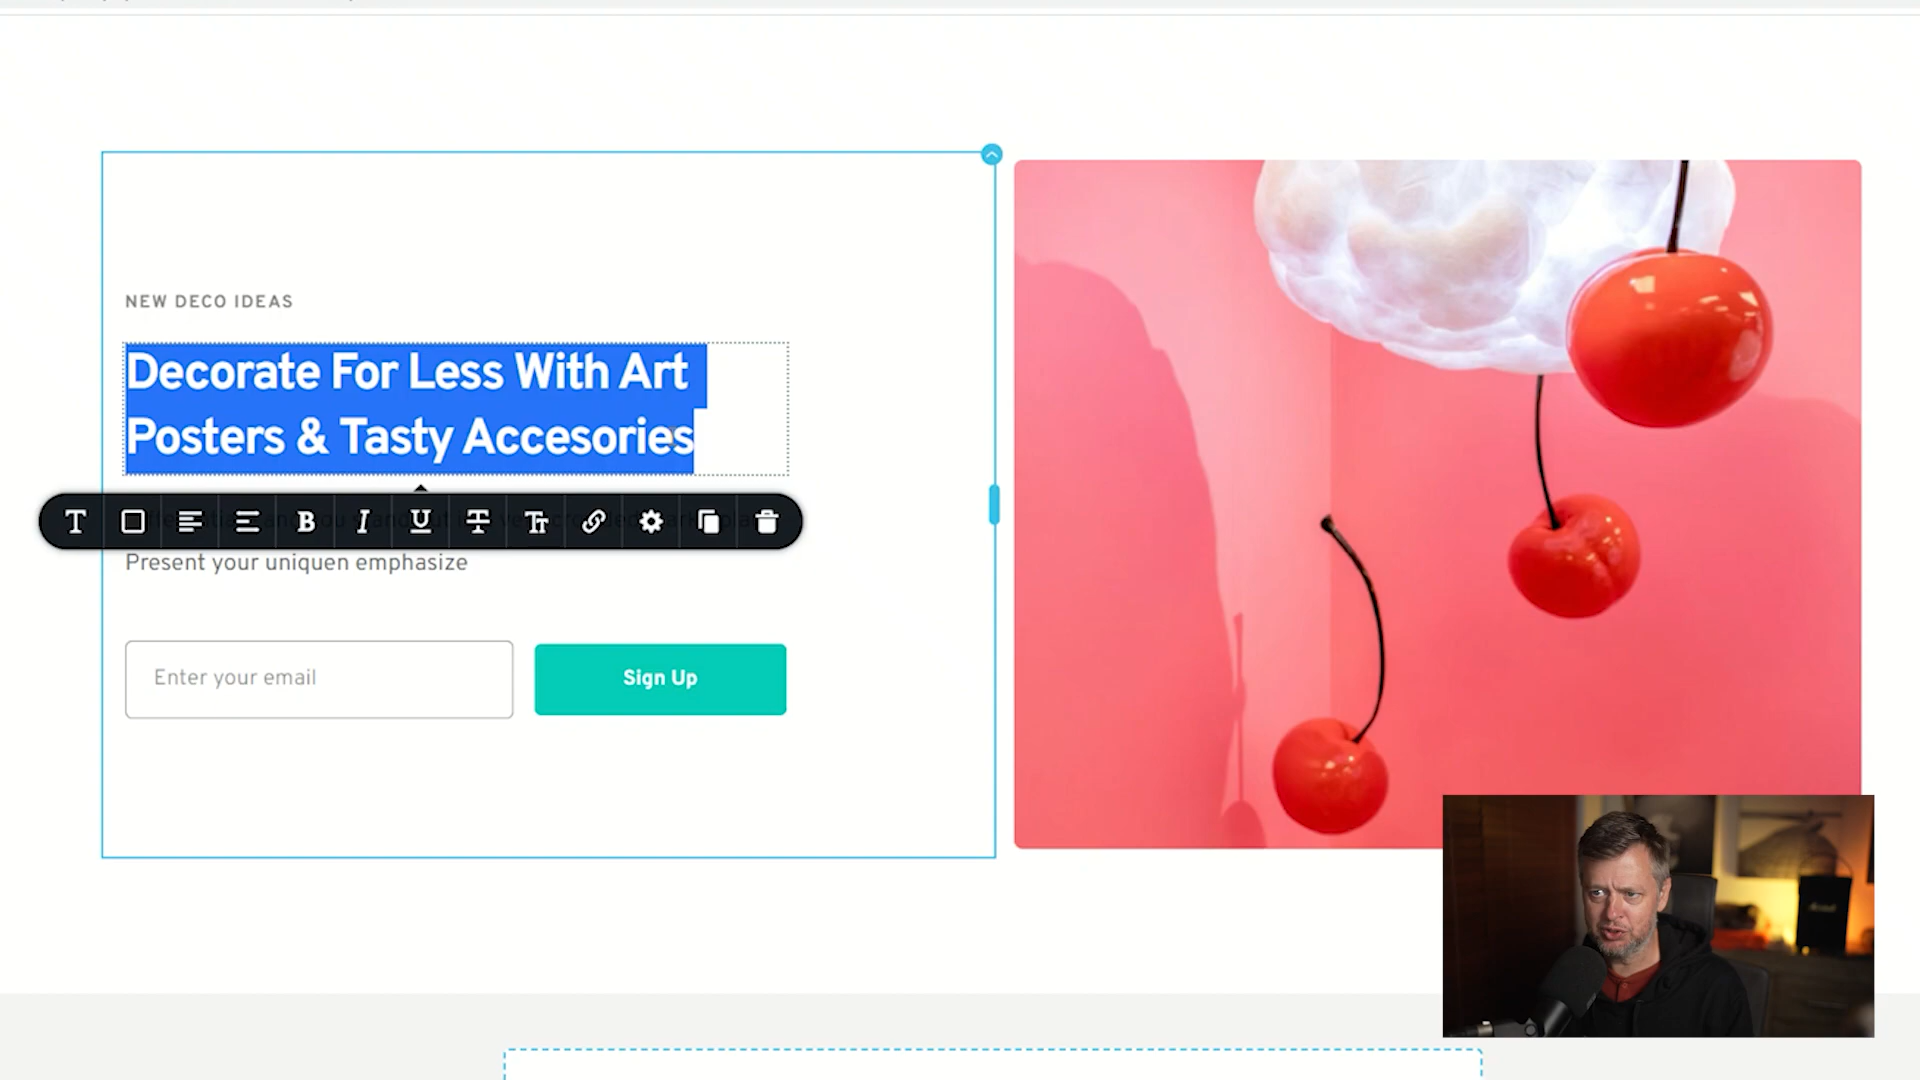 NEW DECO IDEAS
Decorate For Less With Art
Posters & Tasty Accesories
Present your uniquen emphasize
Enter your email
Sign Up